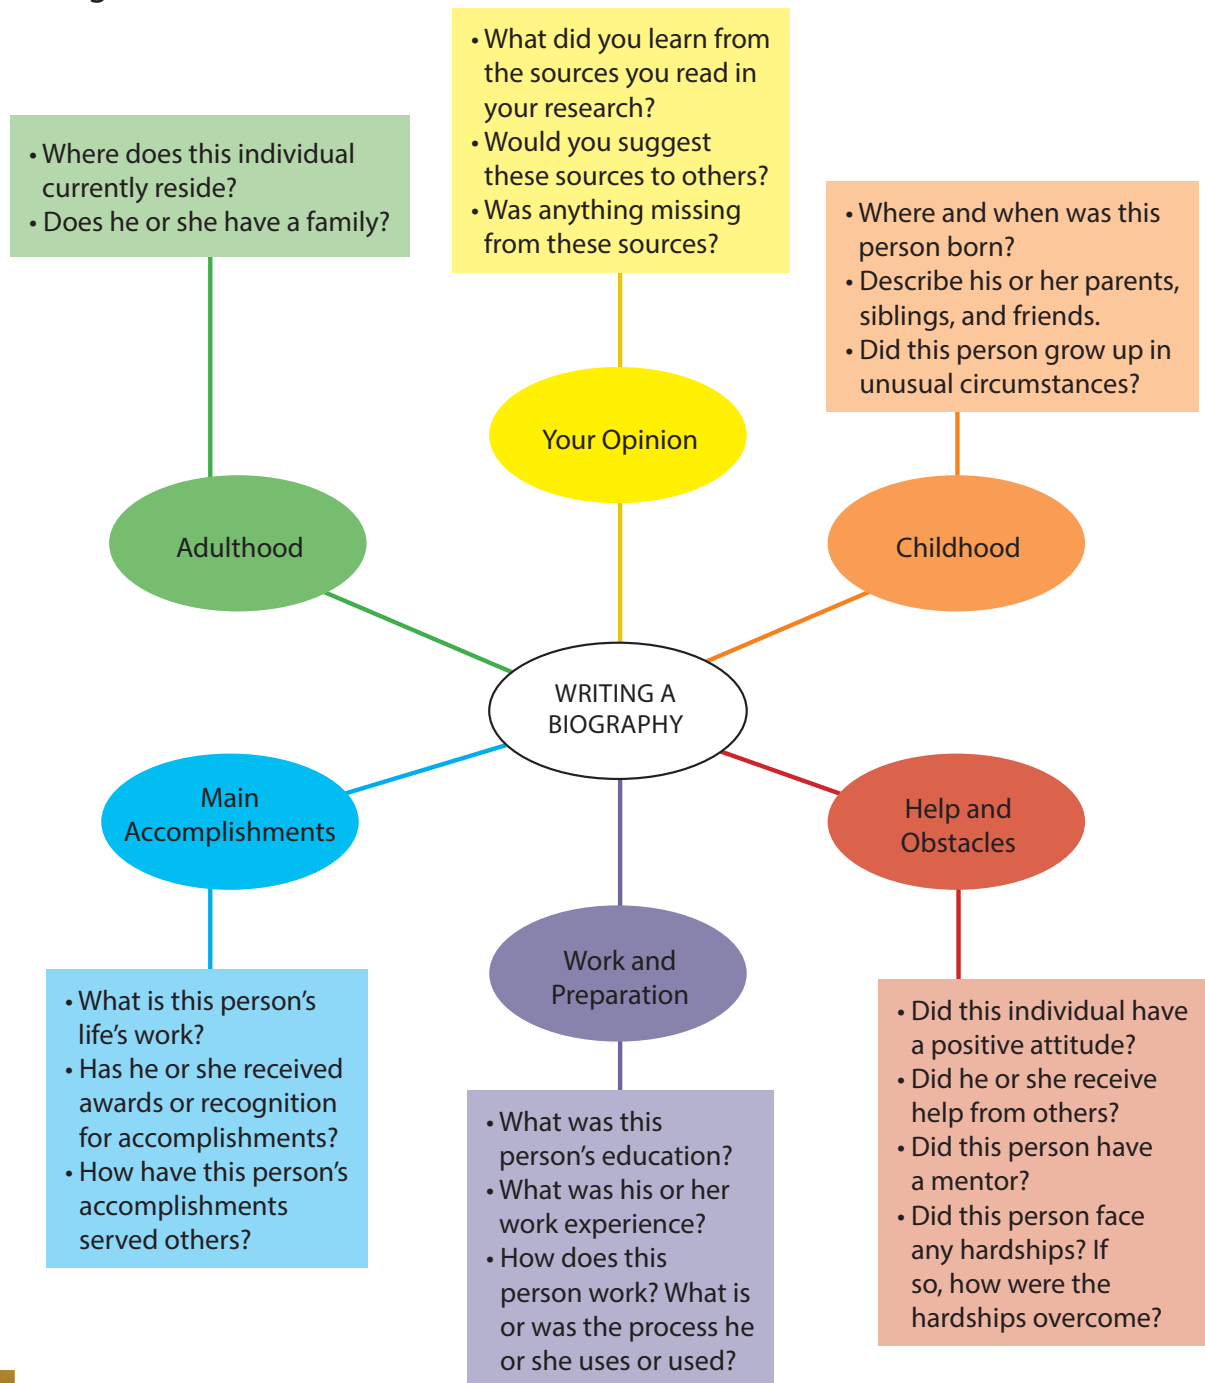 • What did you learn from
the sources you read in
your research?
• Would you suggest
these sources to others?
• Was anything missing
from these sources?
• Where does this individual
currently reside?
• Does he or she have a family?
• Where and when was this
person born?
• Describe his or her parents,
siblings, and friends.
• Did this person grow up in
unusual circumstances?
Your Opinion
Adulthood
Childhood
WRITING A
BIOGRAPHY
Main
Accomplishments
Help and
Obstacles
Work and
Preparation
• What is this person’s
life’s work?
• Has he or she received
awards or recognition
for accomplishments?
• How have this person’s
accomplishments
served others?
• What was this
person’s education?
• What was his or her
work experience?
• How does this
person work? What is
or was the process he
or she uses or used?
• Did this individual have
a positive attitude?
• Did he or she receive
help from others?
• Did this person have
a mentor?
• Did this person face
any hardships? If
so, how were the
hardships overcome?